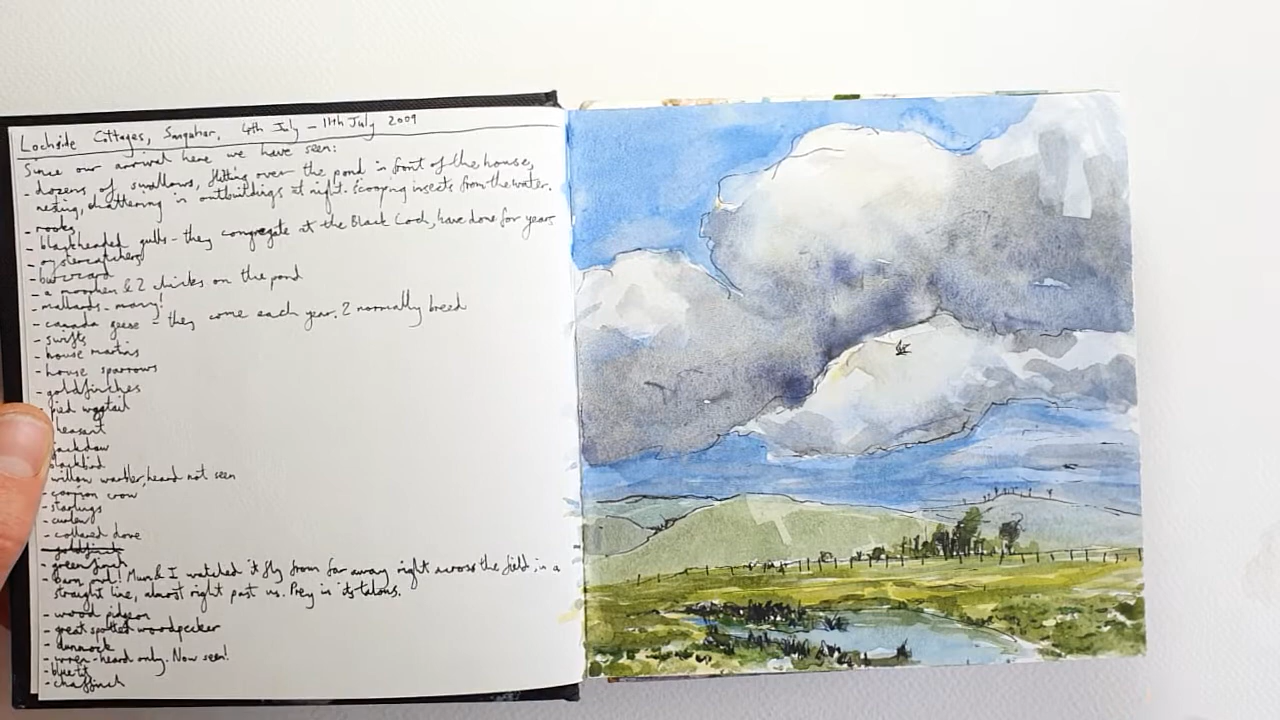 Lochside Cottages, Sanquhar, 4th July - 11th July 2009
Since our arrival here we have seen:
- dozens of swallows, flitting over the pond in front of the house,
nesting, chattering in outbuildings at night. Scooping insects from the water.
- rooks
- blackheaded gulls - they congregate at the Black Loch, have done for years
- oystercatchers
- buzzard
- a moorhen & 2 chicks on the pond
- mallards - many!
- canada geese - they come each year. 2 normally breed
- swifts
- house martins
- house sparrows
- goldfinches
- pied wagtail
pheasant
jackdaw
blackbird
- willow warbler, heard not seen
- carrion crow
- starlings
- curlew
- collared dove
- goldfinch
- greenfinch
- Barn owl! Mum & I watched it fly from far away right across the field, in a
straight line, almost right past us. Prey in its talons.
- wood pigeon
- great spotted woodpecker
- dunnock
- wren - heard only. Now seen!
- bluetit
- chaffinch